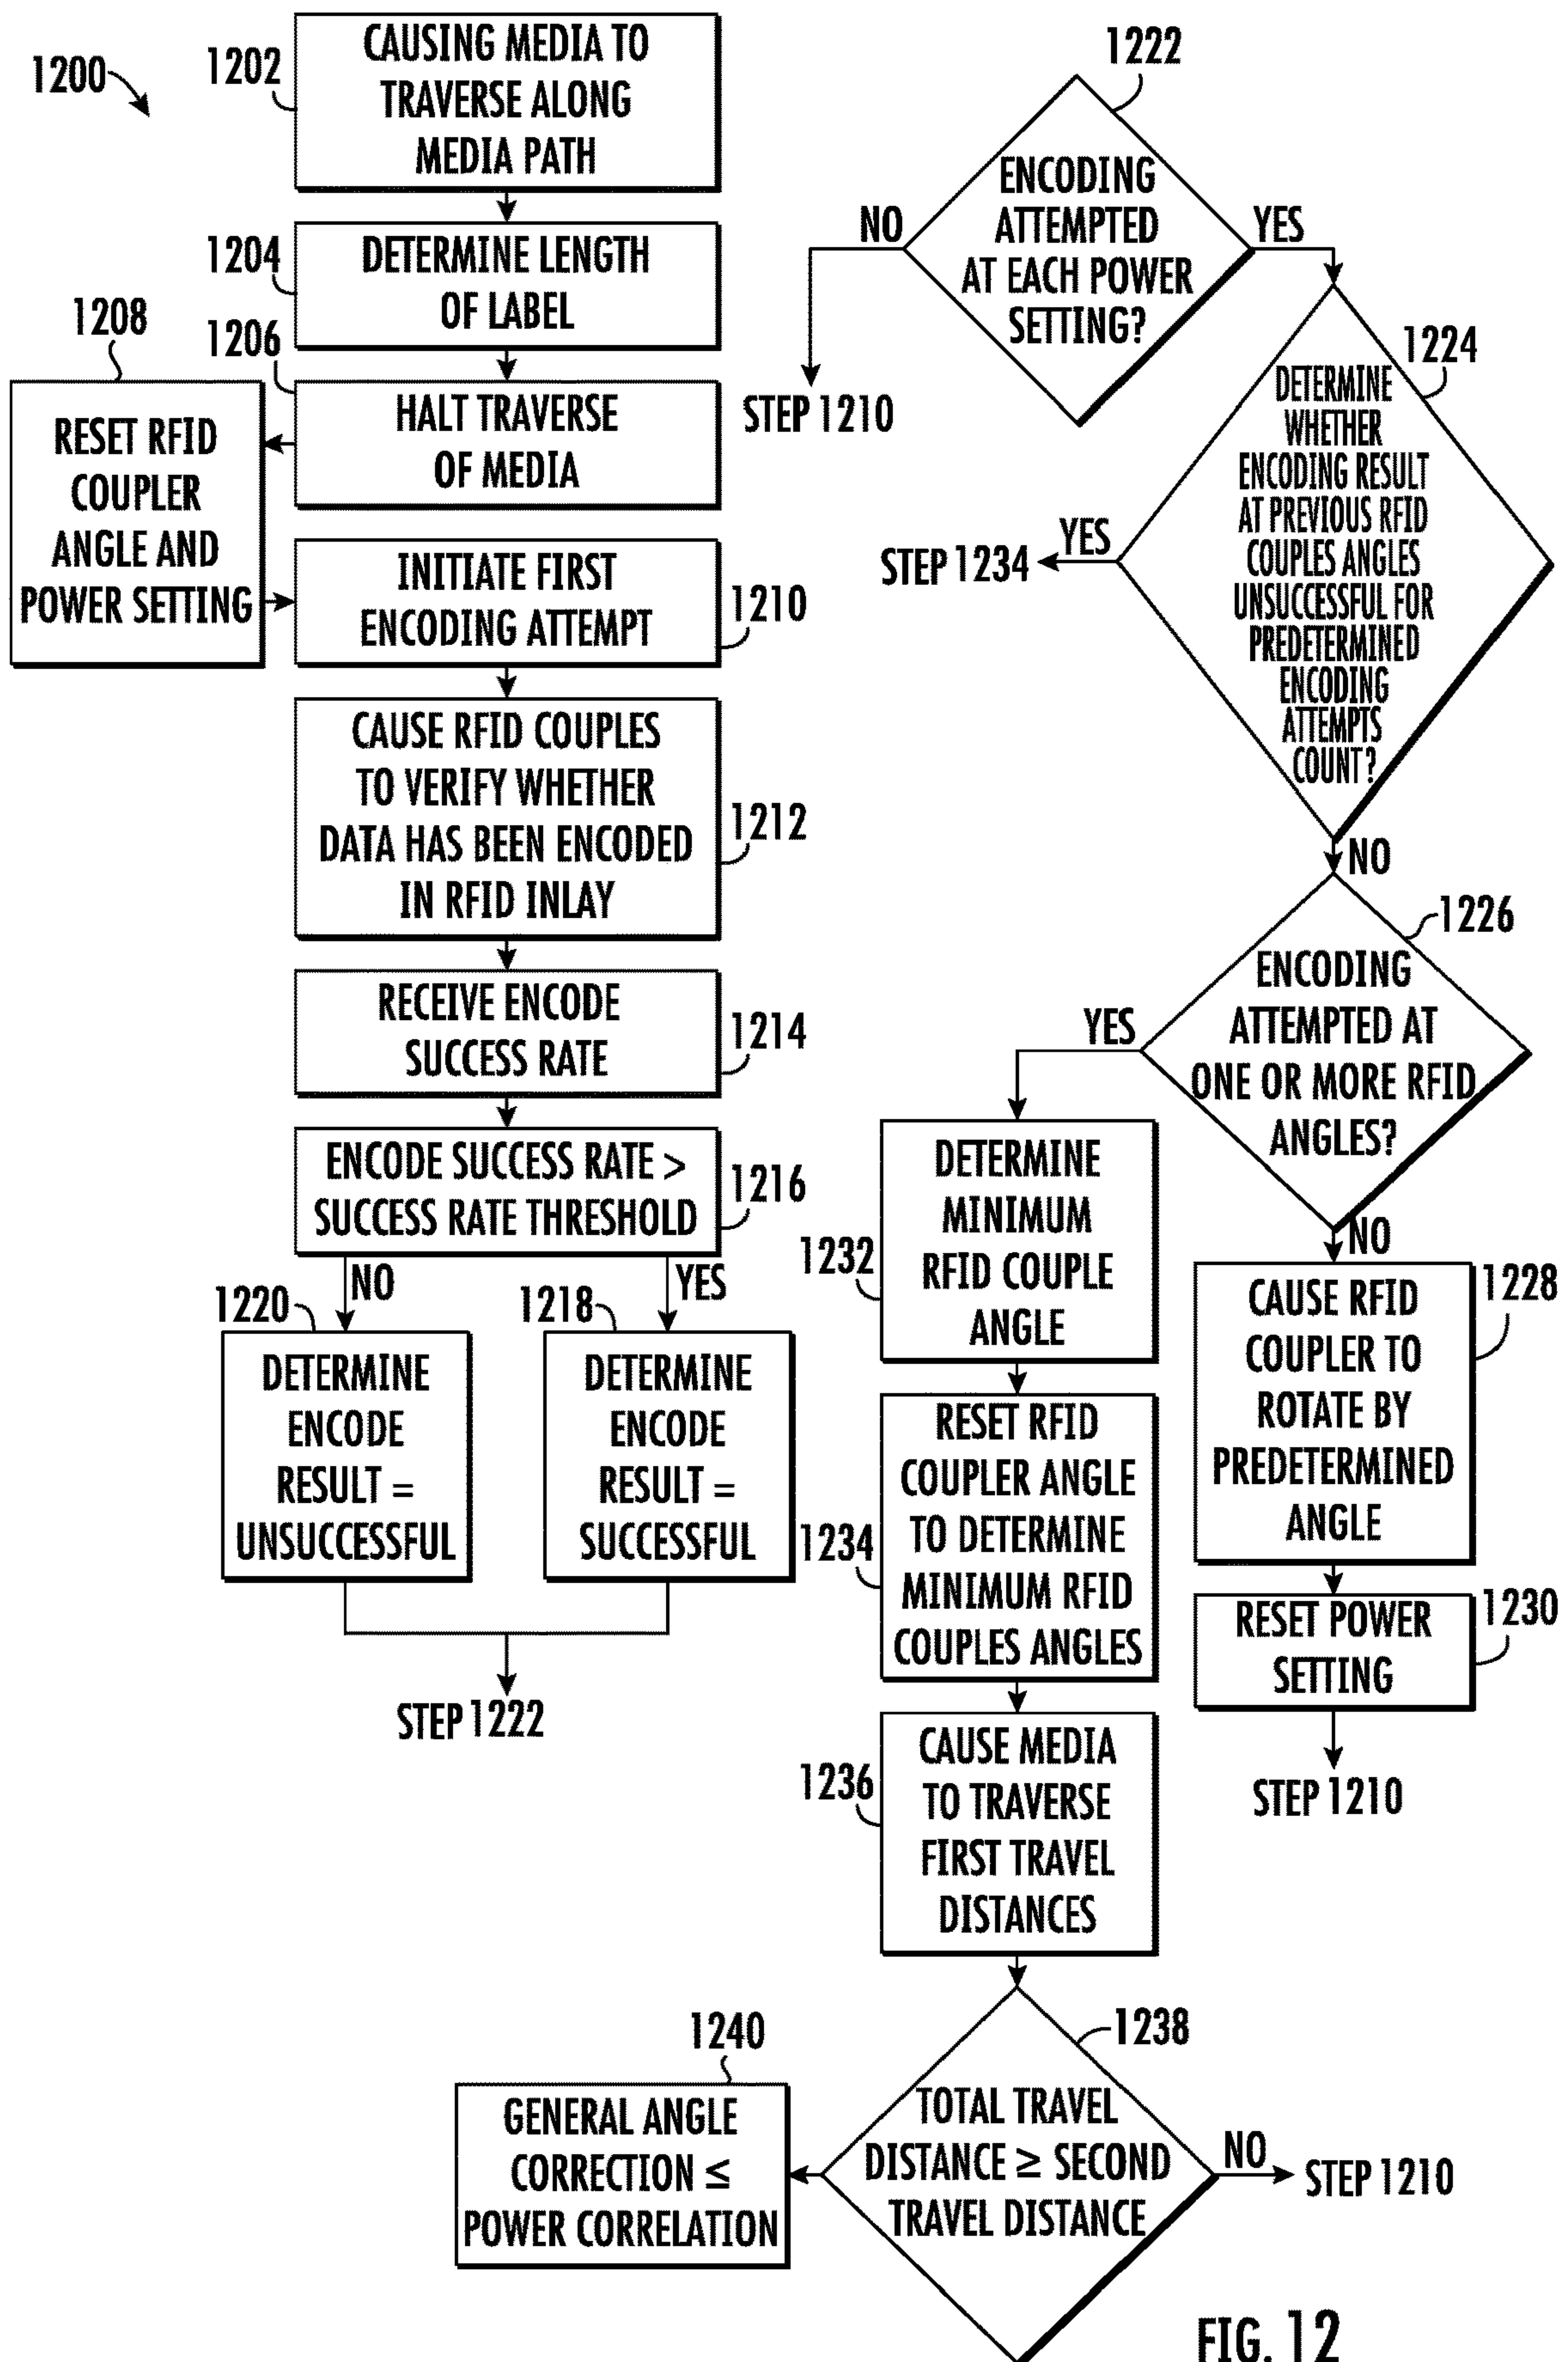 1200
1202
CAUSING MEDIA TO
TRAVERSE ALONG
MEDIA PATH
1204
DETERMINE LENGTH
OF LABEL
1206
HALT TRAVERSE
OF MEDIA
1208
RESET RFID
COUPLER
ANGLE AND
POWER SETTING
INITIATE FIRST
ENCODING ATTEMPT
1210
CAUSE RFID COUPLES
TO VERIFY WHETHER
DATA HAS BEEN ENCODED
IN RFID INLAY
1212
RECEIVE ENCODE
SUCCESS RATE
1214
ENCODE SUCCESS RATE >
SUCCESS RATE THRESHOLD
1216
NO
YES
1220
DETERMINE
ENCODE
RESULT =
UNSUCCESSFUL
1218
DETERMINE
ENCODE
RESULT =
SUCCESSFUL
STEP 1222
1222
ENCODING
ATTEMPTED
AT EACH POWER
SETTING?
NO
STEP 1210
YES
1224
DETERMINE
WHETHER
ENCODING RESULT
AT PREVIOUS RFID
COUPLES ANGLES
UNSUCCESSFUL FOR
PREDETERMINED
ENCODING
ATTEMPTS
COUNT?
YES
STEP 1234
NO
1226
ENCODING
ATTEMPTED AT
ONE OR MORE RFID
ANGLES?
YES
NO
1228
CAUSE RFID
COUPLER TO
ROTATE BY
PREDETERMINED
ANGLE
1230
RESET POWER
SETTING
STEP 1210
1232
DETERMINE
MINIMUM
RFID COUPLE
ANGLE
1234
RESET RFID
COUPLER ANGLE
TO DETERMINE
MINIMUM RFID
COUPLES ANGLES
1236
CAUSE MEDIA
TO TRAVERSE
FIRST TRAVEL
DISTANCES
1238
TOTAL TRAVEL
DISTANCE ≥ SECOND
TRAVEL DISTANCE
NO
STEP 1210
1240
GENERAL ANGLE
CORRECTION ≤
POWER CORRELATION
FIG. 12